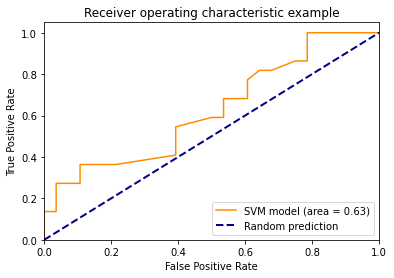 Receiver operating characteristic example
True Positive Rate
1.0
0.8
0.6
0.4
0.2
0.0
SVM model (area = 0.63)
Random prediction
0.0 0.2 0.4 0.6 0.8 1.0
False Positive Rate